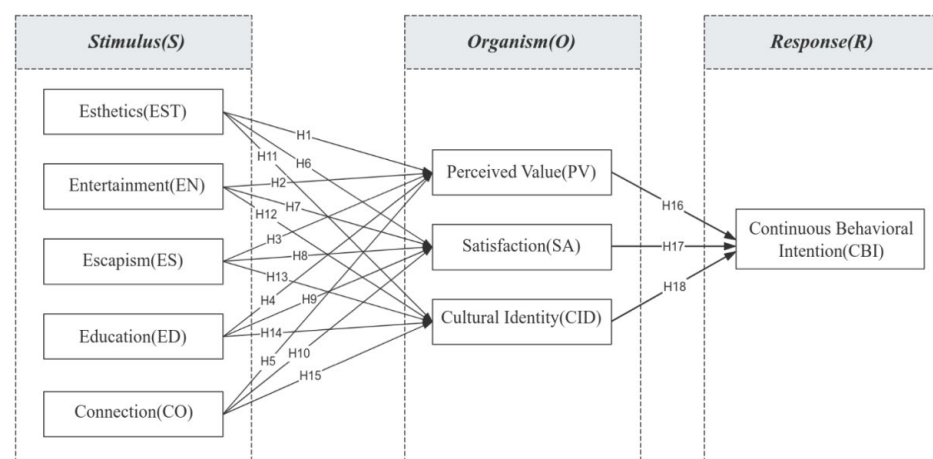 Stimulus(S)
Organism(O)
Response(R)
Esthetics(EST)
Entertainment(EN)
Escapism(ES)
Education(ED)
Connection(CO)
H1
H11
H6
H2
H7
H12
H3
H8
H13
H4
H9
H14
H5
H10
H15
Perceived Value(PV)
Satisfaction(SA)
Cultural Identity(CID)
H16
H17
H18
Continuous Behavioral
Intention(CBI)